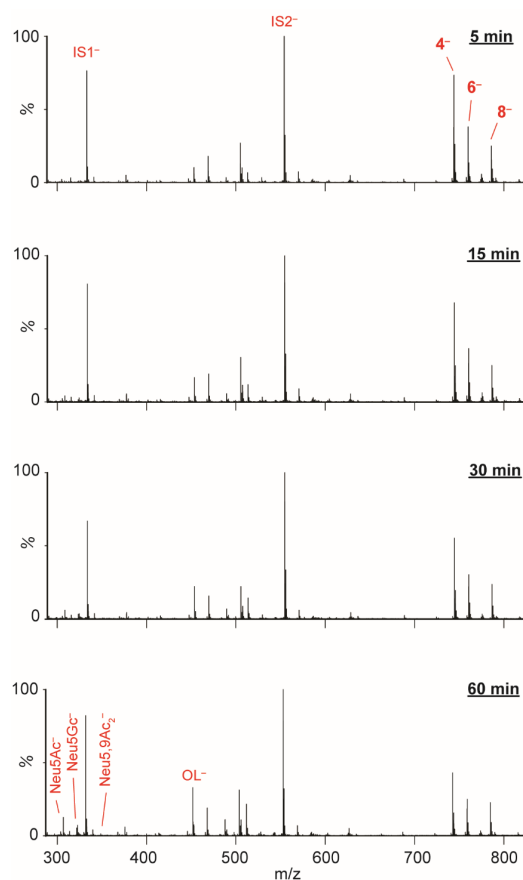 IS1⁻
IS2⁻
5 min
4⁻
6⁻
8⁻
100
%
0
15 min
100
%
0
30 min
100
%
0
60 min
100
%
0
Neu5Ac⁻
Neu5Gc⁻
Neu5,9Ac₂⁻
OL⁻
300 400 500 600 700 800
m/z